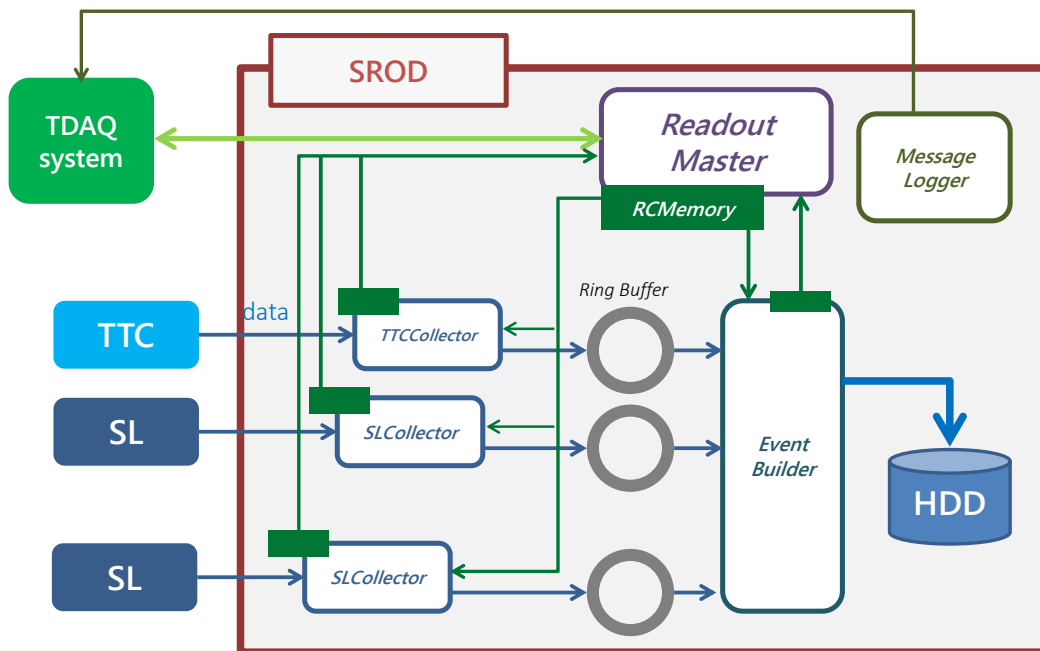 SROD
TDAQ
system
Readout
Master
Message
Logger
RCMemory
Ring Buffer
data
TTC
TTCCollector
SL
SLCollector
Event
Builder
HDD
SL
SLCollector